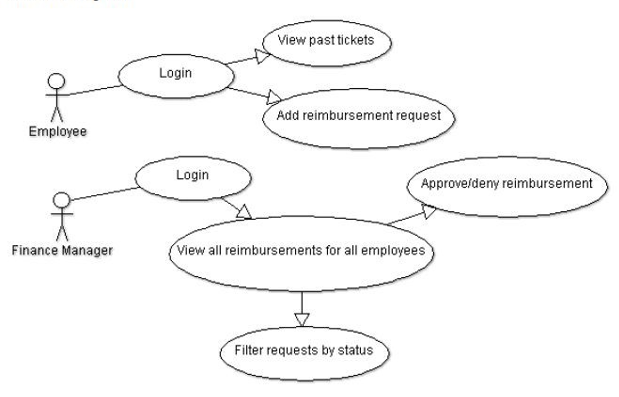 View past tickets
Login
Add reimbursement request
Employee
Login
Approve/deny reimbursement
Finance Manager
View all reimbursements for all employees
Filter requests by status